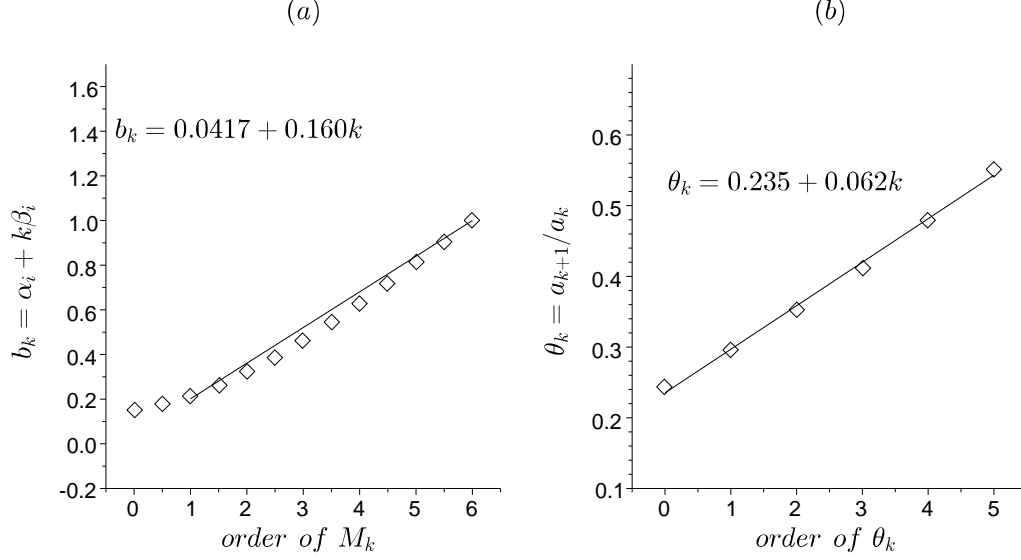 (a)
b_k = α_i + kβ_i
1.6
1.4
1.2
1.0
0.8
0.6
0.4
0.2
0.0
-0.2
b_k = 0.0417 + 0.160k
0 1 2 3 4 5 6
order of M_k
(b)
θ_k = a_{k+1}/a_k
0.6
0.5
0.4
0.3
0.2
0.1
θ_k = 0.235 + 0.062k
0 1 2 3 4 5
order of θ_k